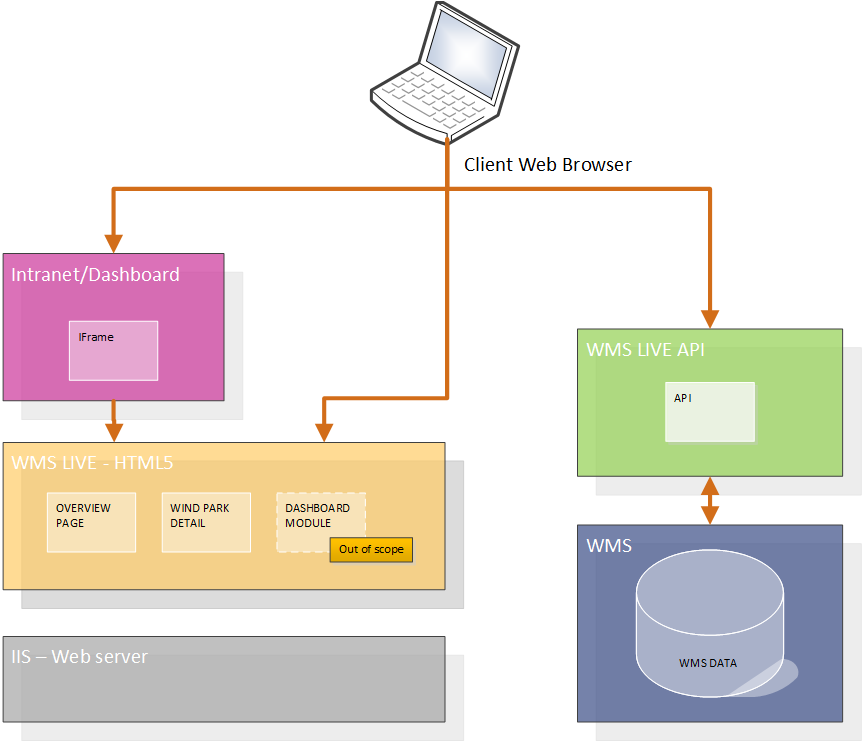 Client Web Browser
Intranet/Dashboard
IFrame
WMS LIVE API
API
WMS LIVE - HTML5
OVERVIEW
PAGE
WIND PARK
DETAIL
DASHBOARD
MODULE
Out of scope
WMS
WMS DATA
IIS – Web server